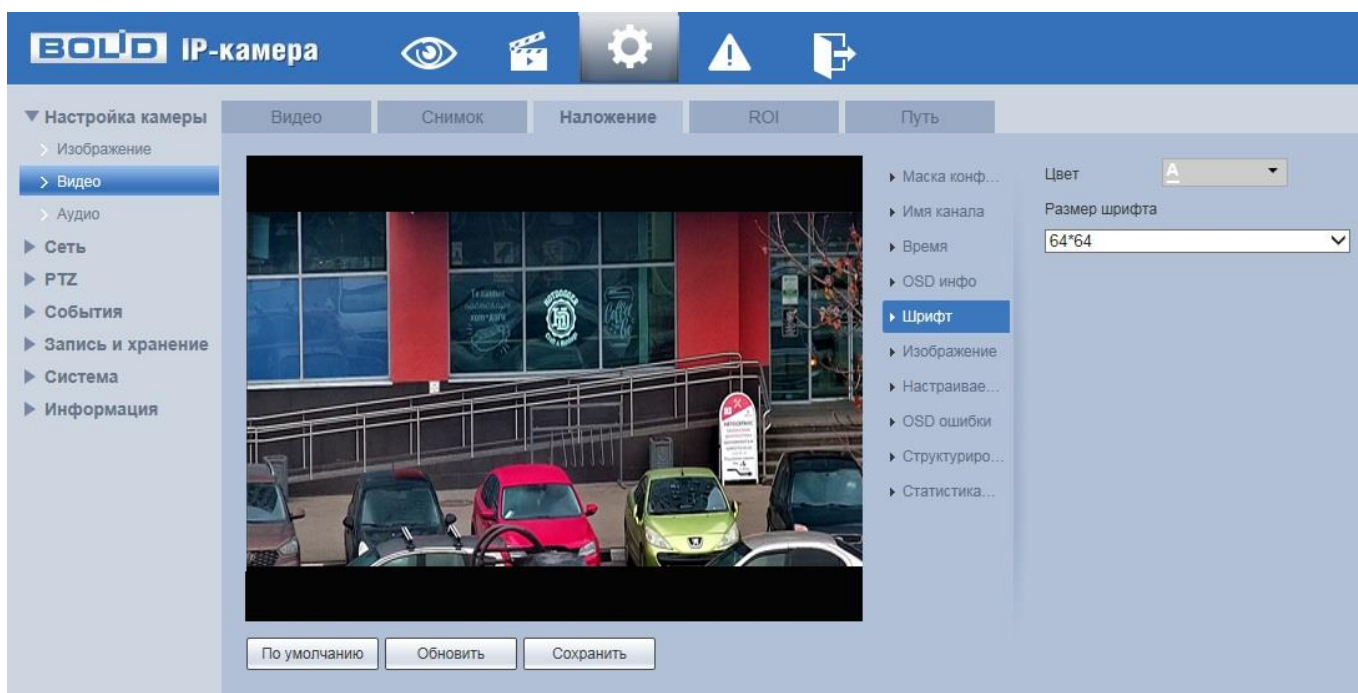 BOLID IP-камера
Настройка камеры
Изображение
Видео
Аудио
Сеть
PTZ
События
Запись и хранение
Система
Информация
Видео
Снимок
Наложение
ROI
Путь
HOTDOGGER
АВТОСЕРВИС
Маска конф...
Имя канала
Время
OSD инфо
Шрифт
Изображение
Настраивае...
OSD ошибки
Структуриро...
Статистика...
Цвет
A
Размер шрифта
64*64
По умолчанию
Обновить
Сохранить